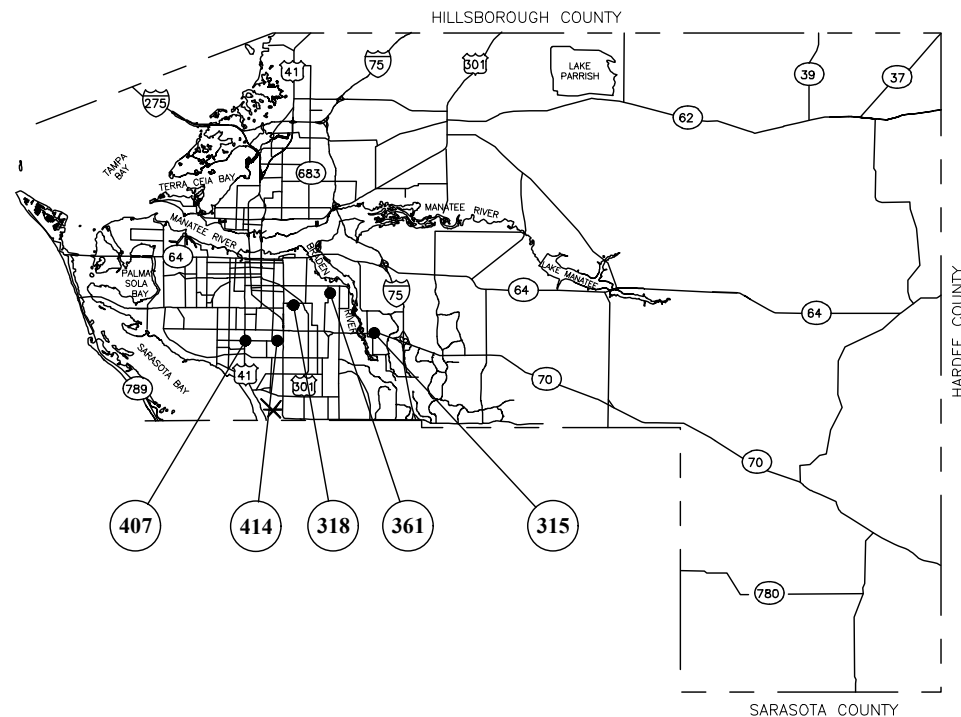 HILLSBOROUGH COUNTY
41
75
301
LAKE
PARRISH
39
37
275
62
TAMPA
BAY
TERRA CEIA BAY
683
MANATEE RIVER
MANATEE RIVER
64
BRADEN
RIVER
PALMA
SOLA
BAY
LAKE MANATEE
75
64
64
HARDEE COUNTY
SARASOTA BAY
789
41
301
70
70
407
414
318
361
315
780
SARASOTA COUNTY